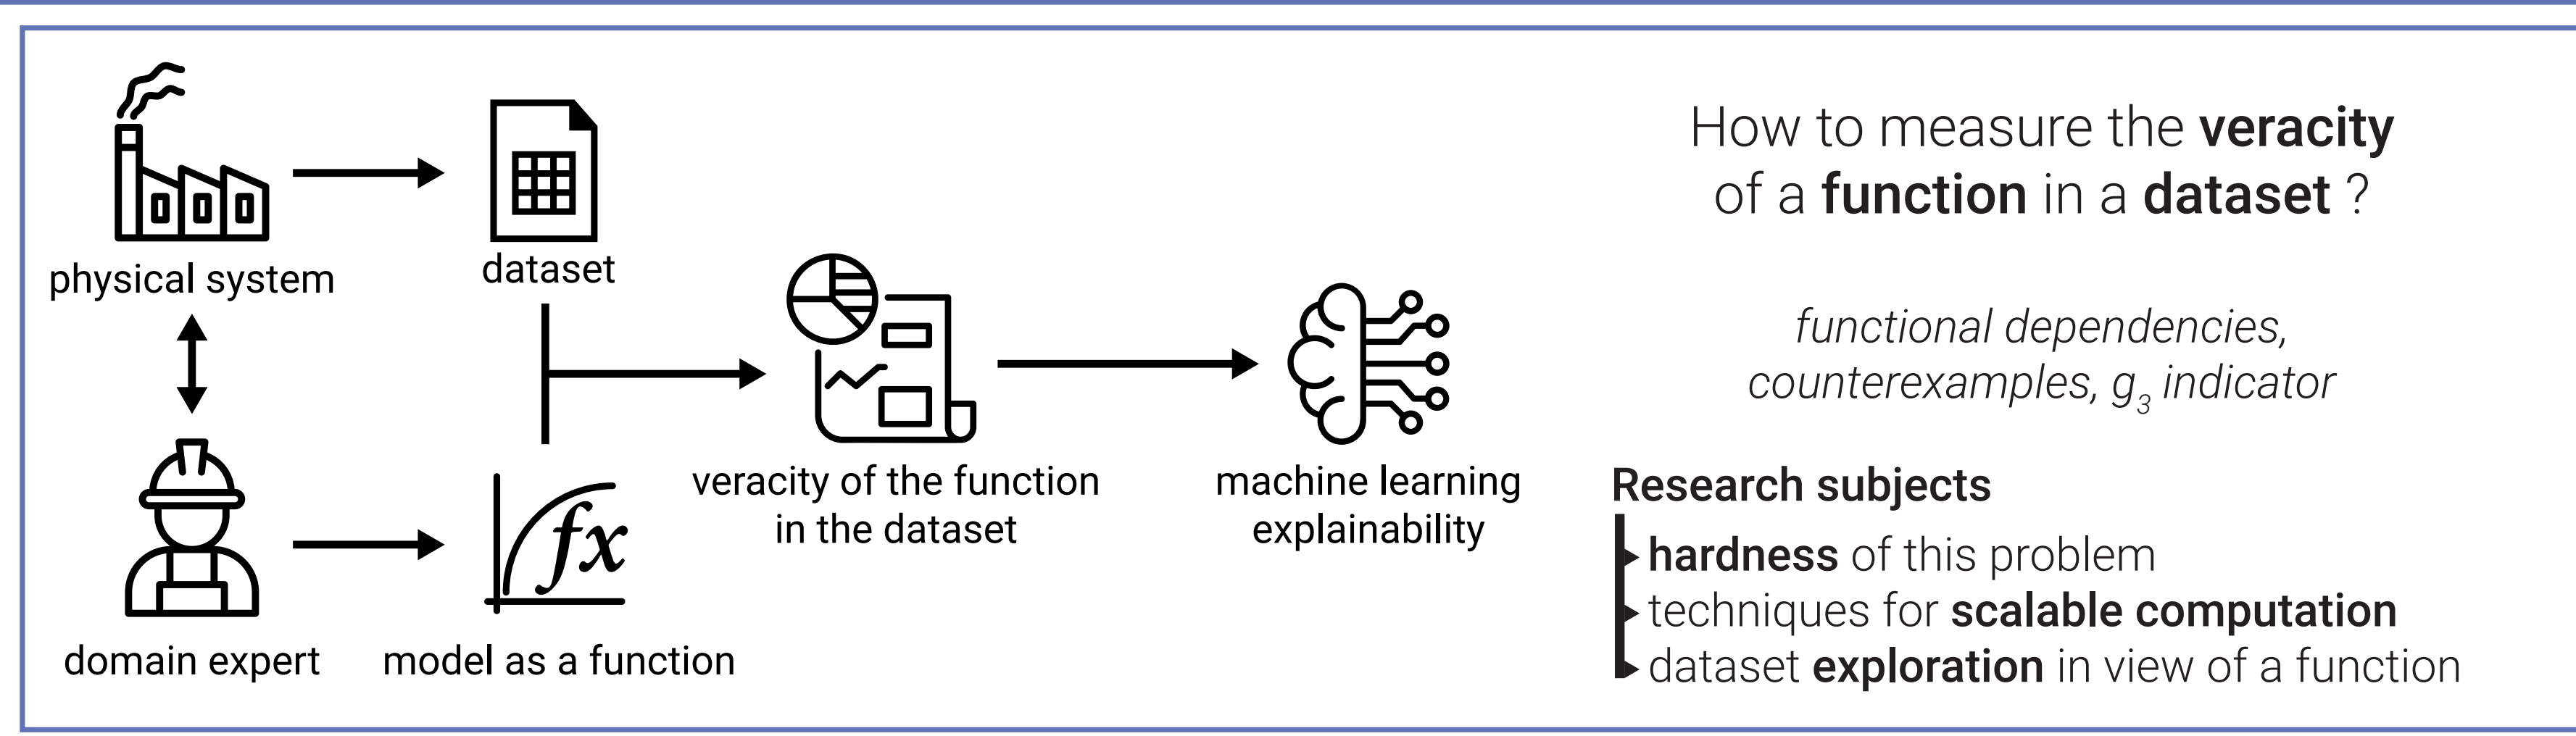 physical system
dataset
domain expert
fx
model as a function
veracity of the function
in the dataset
machine learning
explainability
How to measure the veracity
of a function in a dataset ?
functional dependencies,
counterexamples, g3 indicator
Research subjects
hardness of this problem
techniques for scalable computation
dataset exploration in view of a function